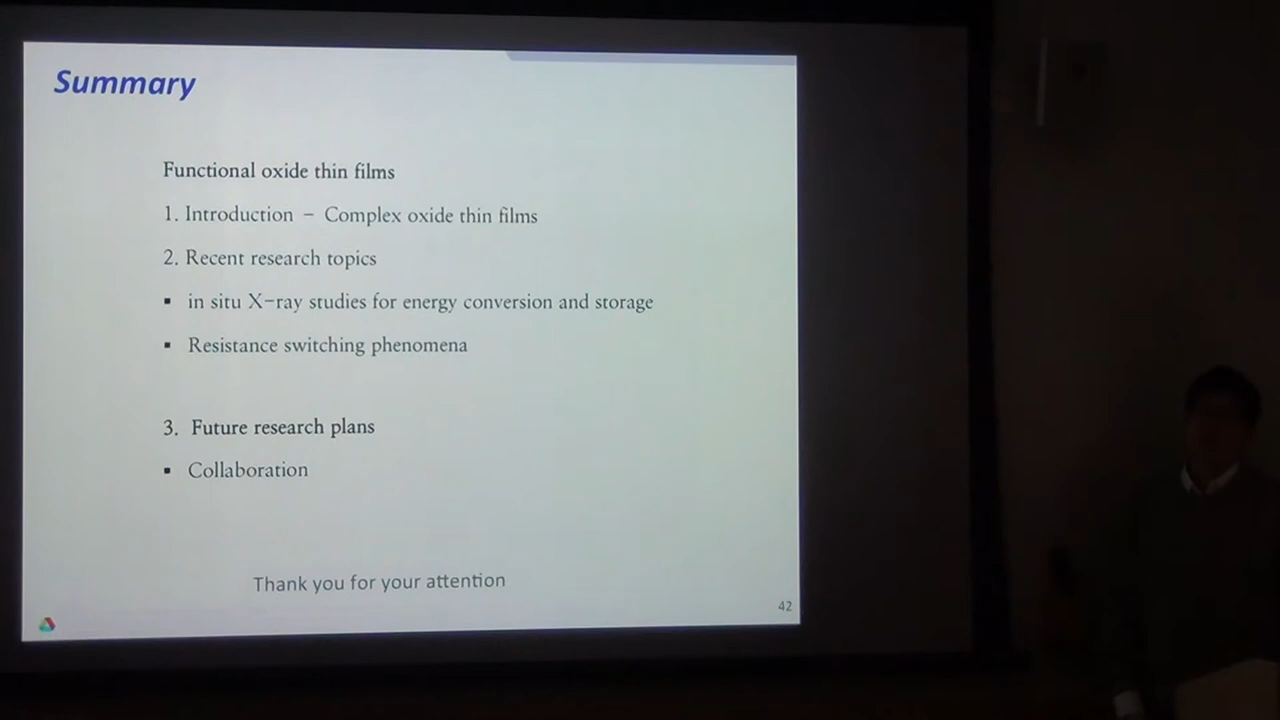 Summary
Functional oxide thin films
1. Introduction – Complex oxide thin films
2. Recent research topics
▪ in situ X-ray studies for energy conversion and storage
▪ Resistance switching phenomena
3. Future research plans
▪ Collaboration
Thank you for your attention
42